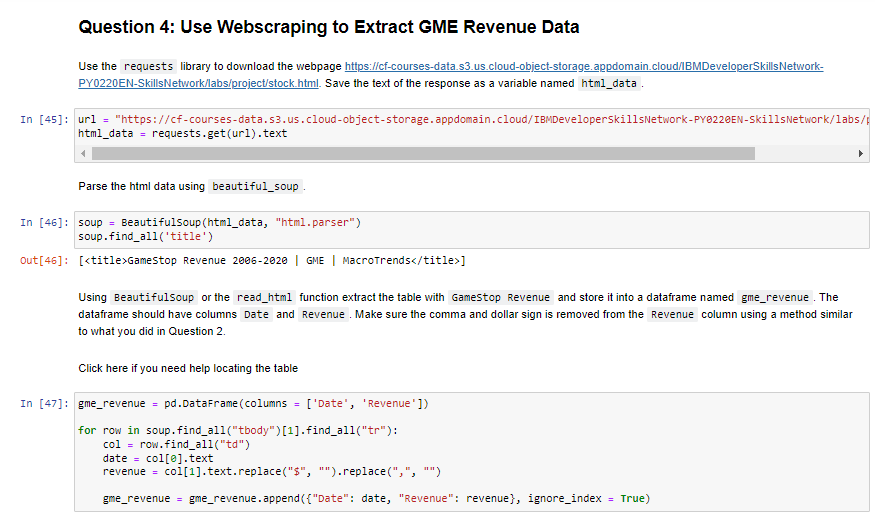 Question 4: Use Webscraping to Extract GME Revenue Data
Use the requests library to download the webpage https://cf-courses-data.s3.us.cloud-object-storage.appdomain.cloud/IBMDeveloperSkillsNetwork-
PY0220EN-SkillsNetwork/labs/project/stock.html. Save the text of the response as a variable named html_data .
In [45]: url = "https://cf-courses-data.s3.us.cloud-object-storage.appdomain.cloud/IBMDeveloperSkillsNetwork-PY0220EN-SkillsNetwork/labs/p
html_data = requests.get(url).text
Parse the html data using beautiful_soup .
In [46]: soup = BeautifulSoup(html_data, "html.parser")
soup.find_all('title')
Out[46]: [<title>GameStop Revenue 2006-2020 | GME | MacroTrends</title>]
Using BeautifulSoup or the read_html function extract the table with GameStop Revenue and store it into a dataframe named gme_revenue . The
dataframe should have columns Date and Revenue . Make sure the comma and dollar sign is removed from the Revenue column using a method similar
to what you did in Question 2.
Click here if you need help locating the table
In [47]: gme_revenue = pd.DataFrame(columns = ['Date', 'Revenue'])
for row in soup.find_all("tbody")[1].find_all("tr"):
col = row.find_all("td")
date = col[0].text
revenue = col[1].text.replace("$", "").replace(",", "")
gme_revenue = gme_revenue.append({"Date": date, "Revenue": revenue}, ignore_index = True)